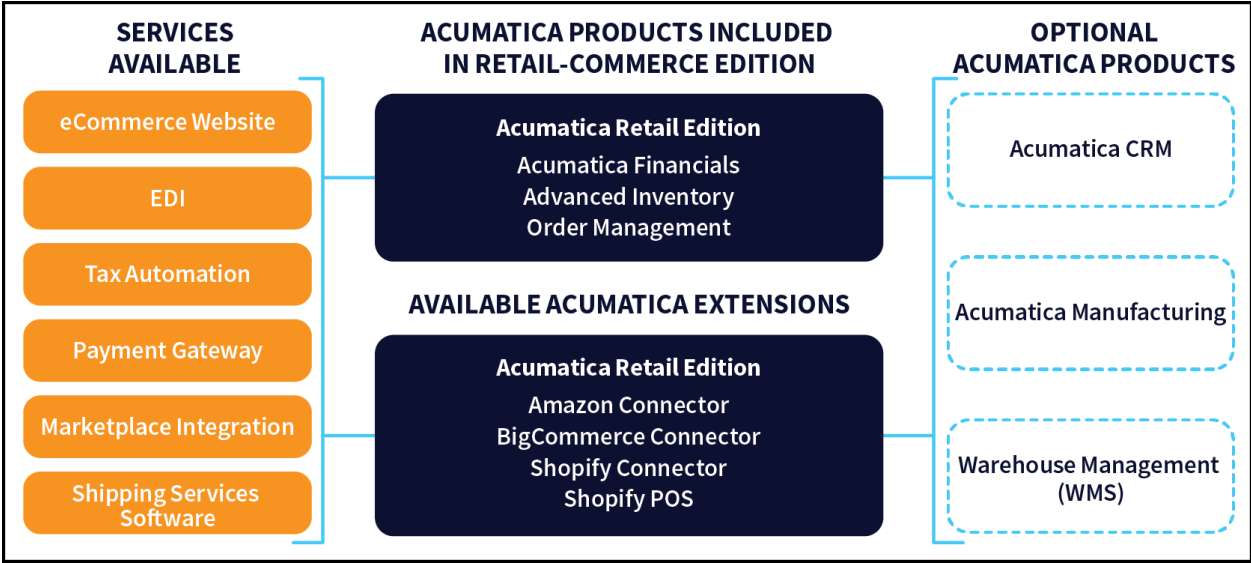 SERVICES
AVAILABLE
eCommerce Website
EDI
Tax Automation
Payment Gateway
Marketplace Integration
Shipping Services
Software
ACUMATICA PRODUCTS INCLUDED
IN RETAIL-COMMERCE EDITION
Acumatica Retail Edition
Acumatica Financials
Advanced Inventory
Order Management
AVAILABLE ACUMATICA EXTENSIONS
Acumatica Retail Edition
Amazon Connector
BigCommerce Connector
Shopify Connector
Shopify POS
OPTIONAL
ACUMATICA PRODUCTS
Acumatica CRM
Acumatica Manufacturing
Warehouse Management
(WMS)